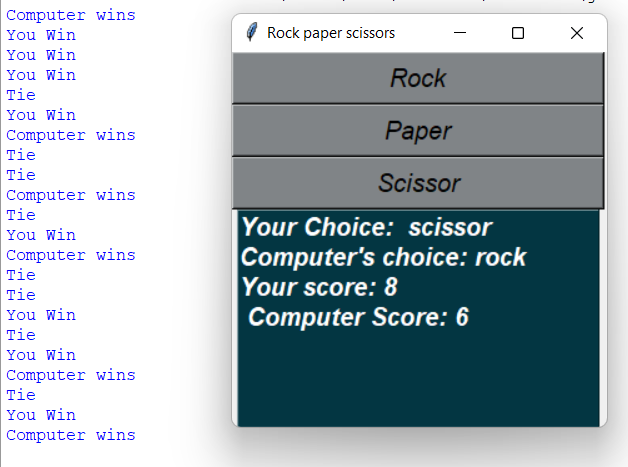 Computer wins
You Win
You Win
You Win
Tie
You Win
Computer wins
Tie
Tie
Computer wins
Tie
You Win
Computer wins
Tie
Tie
You Win
Tie
You Win
Computer wins
Tie
You Win
Computer wins
Rock paper scissors
Rock
Paper
Scissor
Your Choice: scissor
Computer's choice: rock
Your score: 8
Computer Score: 6